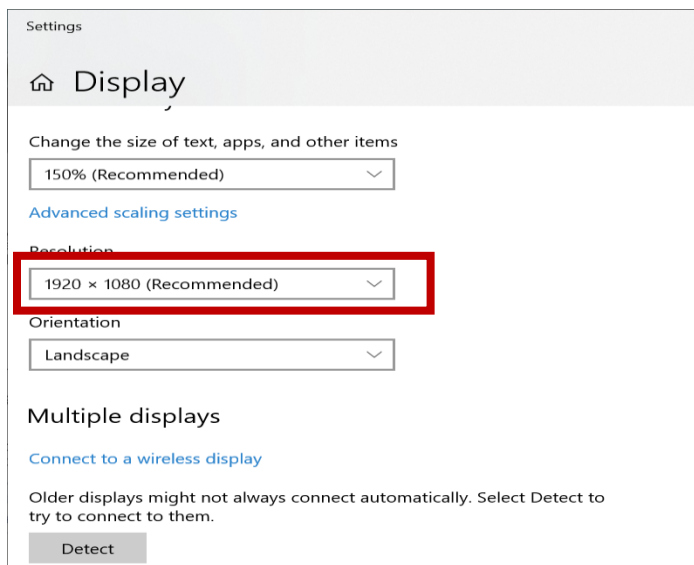 Settings
Display
Change the size of text, apps, and other items
150% (Recommended)
Advanced scaling settings
Resolution
1920 × 1080 (Recommended)
Orientation
Landscape
Multiple displays
Connect to a wireless display
Older displays might not always connect automatically. Select Detect to
try to connect to them.
Detect